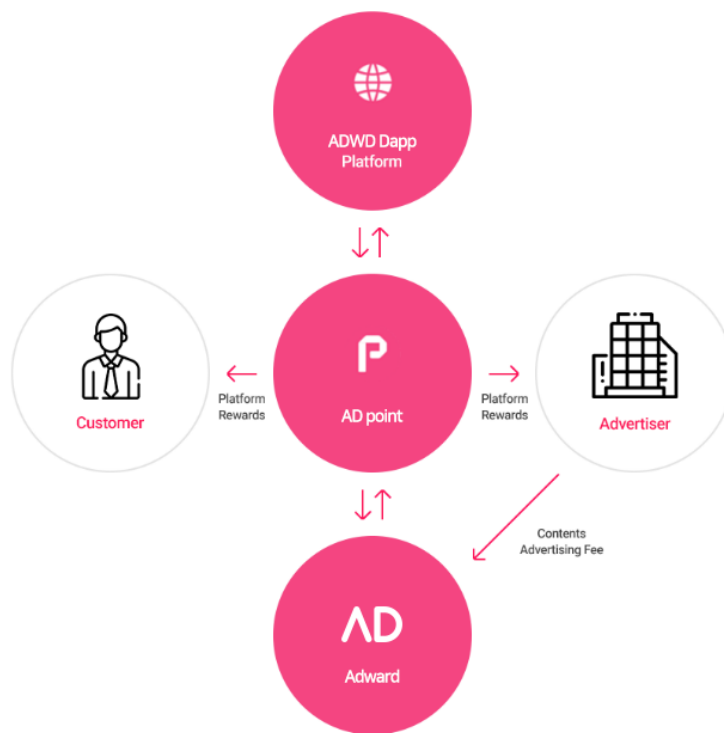 ADWD Dapp
Platform
Customer
Platform
Rewards
P
AD point
Platform
Rewards
Advertiser
Contents
Advertising Fee
AD
Adward